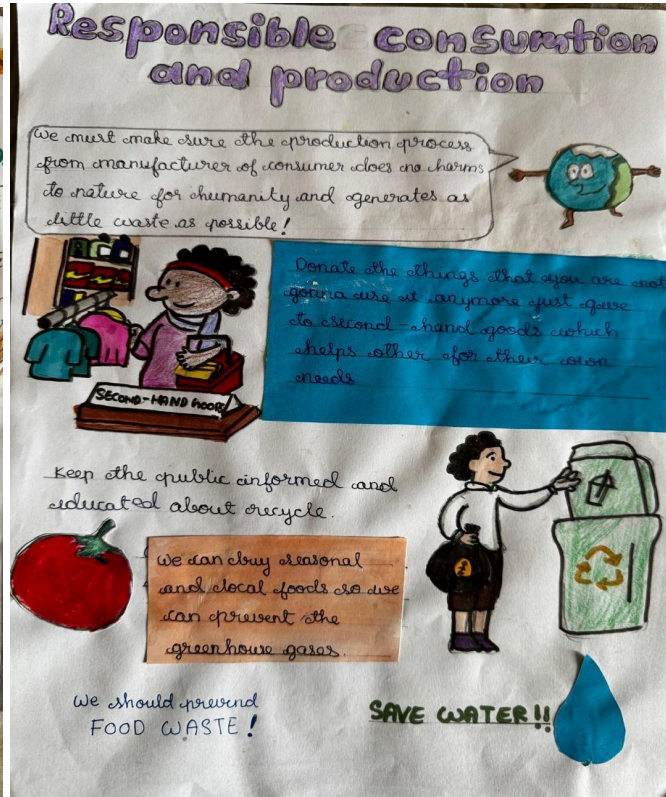 Responsible consumtion
and production
We must make sure the production process
from manufacturer of consumer does no charms
to nature for humanity and generates as
little waste as possible!
Donate the things that you are not
gonna use it anymore just gave
to second-hand goods which
helps other for their own
needs
SECOND-HAND GOODS
Keep the public informed and
educated about recycle.
We can buy seasonal
and local foods so we
can prevent the
greenhouse gases.
We should prevend
FOOD WASTE!
SAVE WATER!!